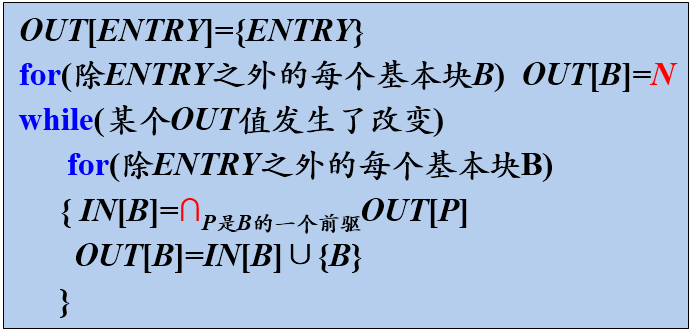 OUT[ENTRY]={ENTRY}
for(除ENTRY之外的每个基本块B) OUT[B]=N
while(某个OUT值发生了改变)
for(除ENTRY之外的每个基本块B)
{ IN[B]=∩P是B的一个前驱OUT[P]
OUT[B]=IN[B]∪{B}
}